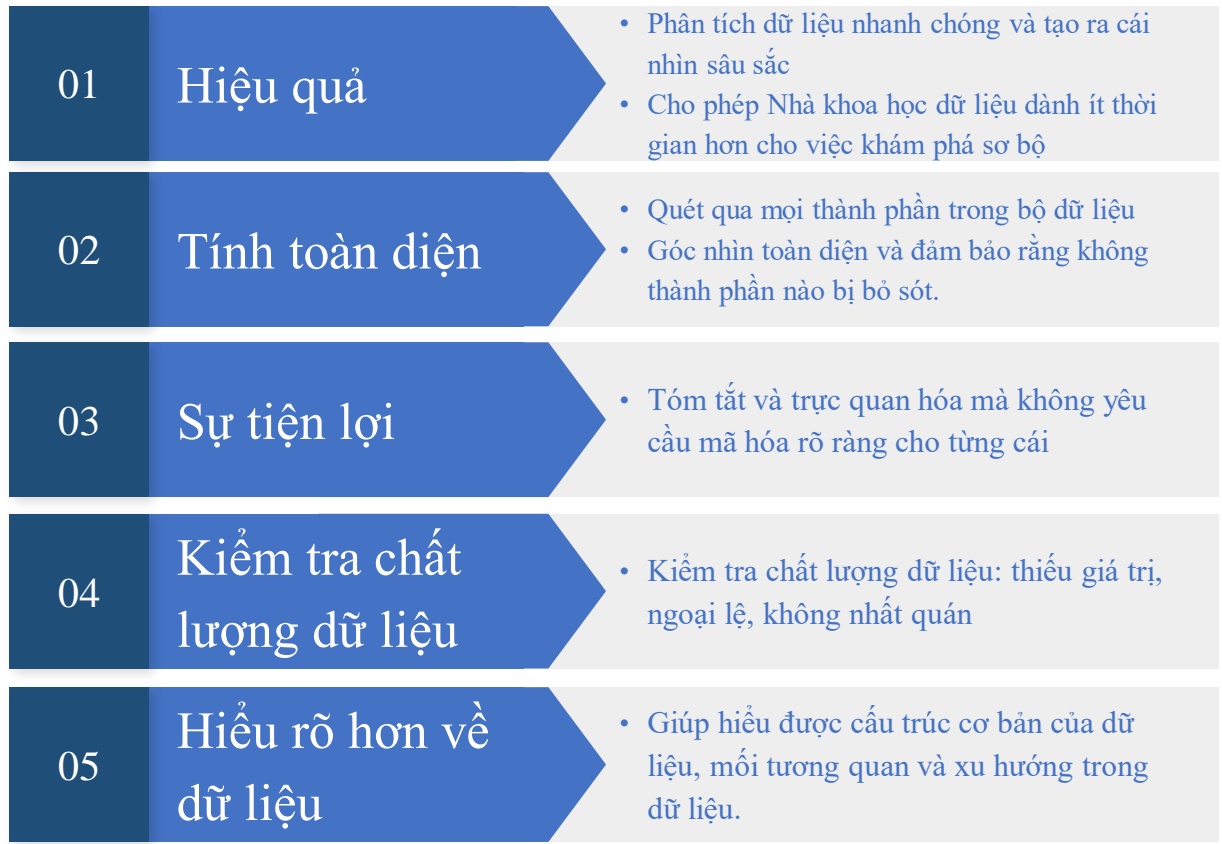 01
Hiệu quả
• Phân tích dữ liệu nhanh chóng và tạo ra cái
nhìn sâu sắc
• Cho phép Nhà khoa học dữ liệu dành ít thời
gian hơn cho việc khám phá sơ bộ
02
Tính toàn diện
• Quét qua mọi thành phần trong bộ dữ liệu
• Góc nhìn toàn diện và đảm bảo rằng không
thành phần nào bị bỏ sót.
03
Sự tiện lợi
• Tóm tắt và trực quan hóa mà không yêu
cầu mã hóa rõ ràng cho từng cái
04
Kiểm tra chất
lượng dữ liệu
• Kiểm tra chất lượng dữ liệu: thiếu giá trị,
ngoại lệ, không nhất quán
05
Hiểu rõ hơn về
dữ liệu
• Giúp hiểu được cấu trúc cơ bản của dữ
liệu, mối tương quan và xu hướng trong
dữ liệu.